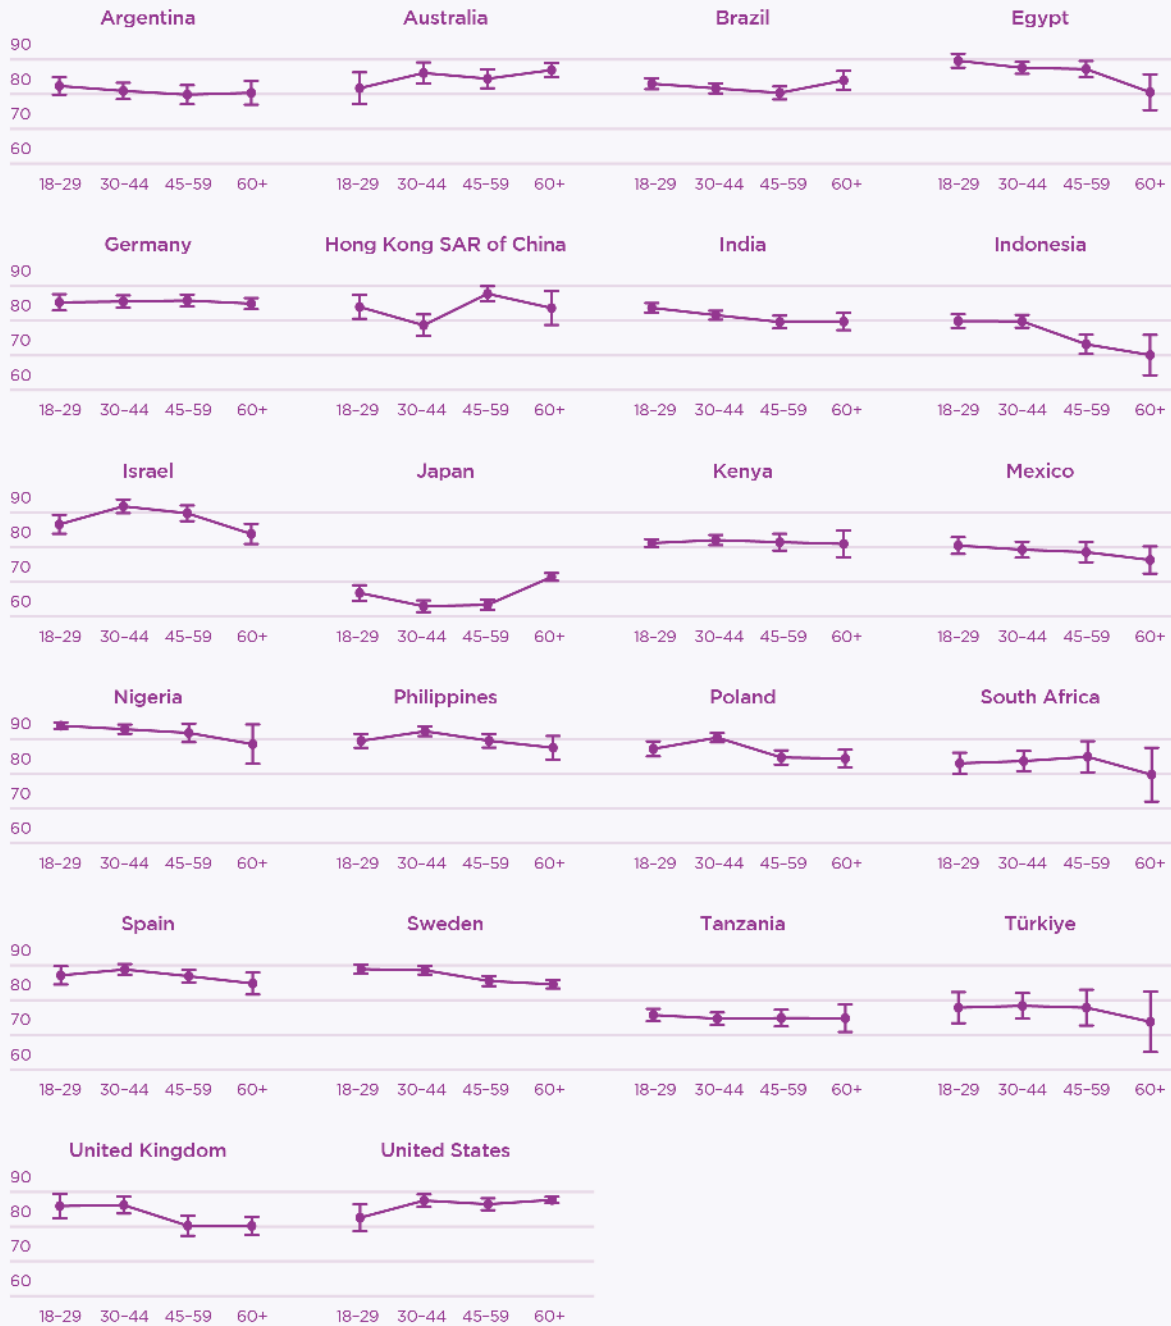 Argentina Australia Brazil Egypt
90
80
70
60
18–29 30–44 45–59 60+ 18–29 30–44 45–59 60+ 18–29 30–44 45–59 60+ 18–29 30–44 45–59 60+
Germany Hong Kong SAR of China India Indonesia
90
80
70
60
18–29 30–44 45–59 60+ 18–29 30–44 45–59 60+ 18–29 30–44 45–59 60+ 18–29 30–44 45–59 60+
Israel Japan Kenya Mexico
90
80
70
60
18–29 30–44 45–59 60+ 18–29 30–44 45–59 60+ 18–29 30–44 45–59 60+ 18–29 30–44 45–59 60+
Nigeria Philippines Poland South Africa
90
80
70
60
18–29 30–44 45–59 60+ 18–29 30–44 45–59 60+ 18–29 30–44 45–59 60+ 18–29 30–44 45–59 60+
Spain Sweden Tanzania Türkiye
90
80
70
60
18–29 30–44 45–59 60+ 18–29 30–44 45–59 60+ 18–29 30–44 45–59 60+ 18–29 30–44 45–59 60+
United Kingdom United States
90
80
70
60
18–29 30–44 45–59 60+ 18–29 30–44 45–59 60+